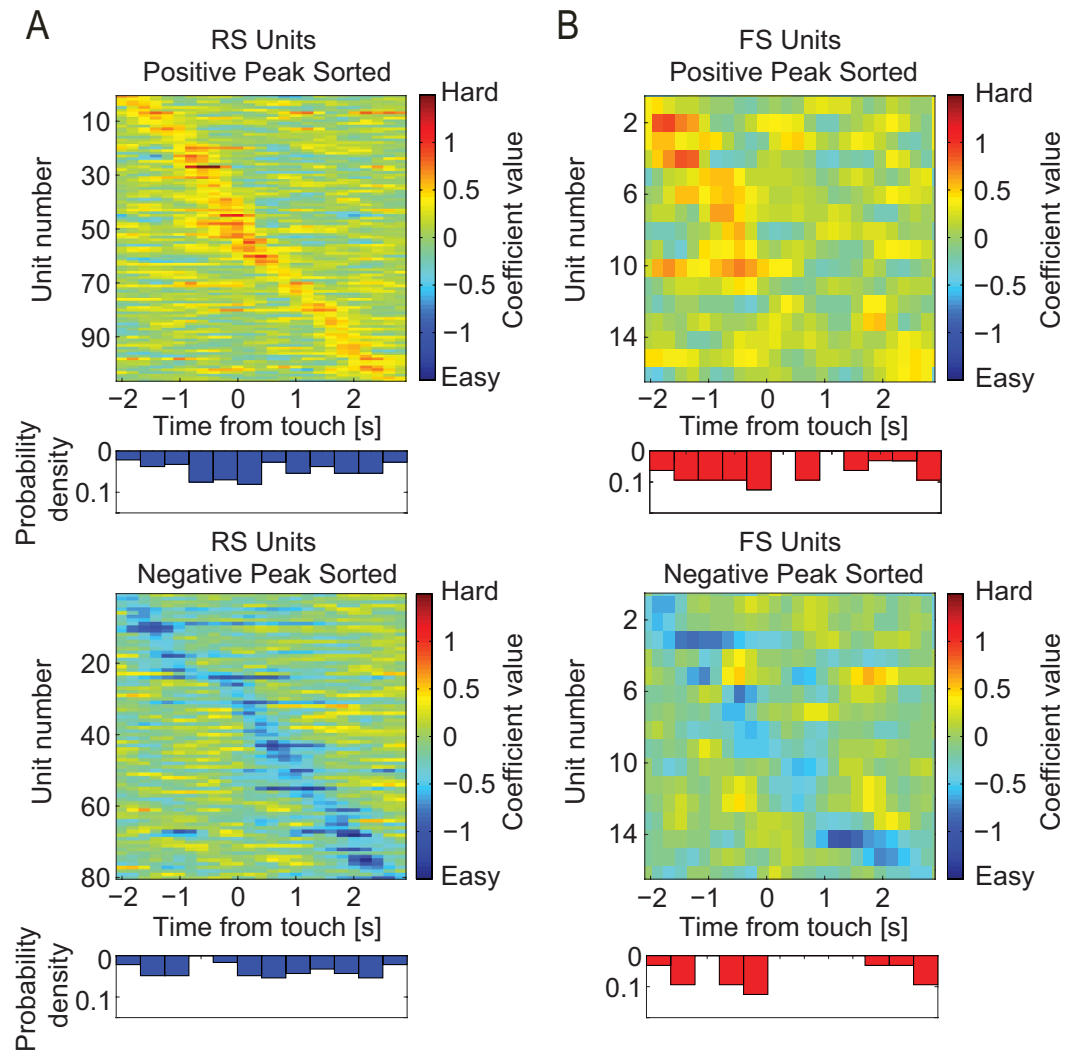 A
RS Units
Positive Peak Sorted
Unit number
10
30
50
70
90
−2 −1 0 1 2
Time from touch [s]
Hard
1
0.5
0
−0.5
−1
Easy
Coefficient value
Probability
density
0
0.1
RS Units
Negative Peak Sorted
Unit number
20
40
60
80
−2 −1 0 1 2
Time from touch [s]
Hard
1
0.5
0
−0.5
−1
Easy
Coefficient value
Probability
density
0
0.1
B
FS Units
Positive Peak Sorted
Unit number
2
6
10
14
−2 −1 0 1 2
Time from touch [s]
Hard
1
0.5
0
−0.5
−1
Easy
Coefficient value
0
0.1
FS Units
Negative Peak Sorted
Unit number
2
6
10
14
−2 −1 0 1 2
Time from touch [s]
Hard
1
0.5
0
−0.5
−1
Easy
Coefficient value
0
0.1